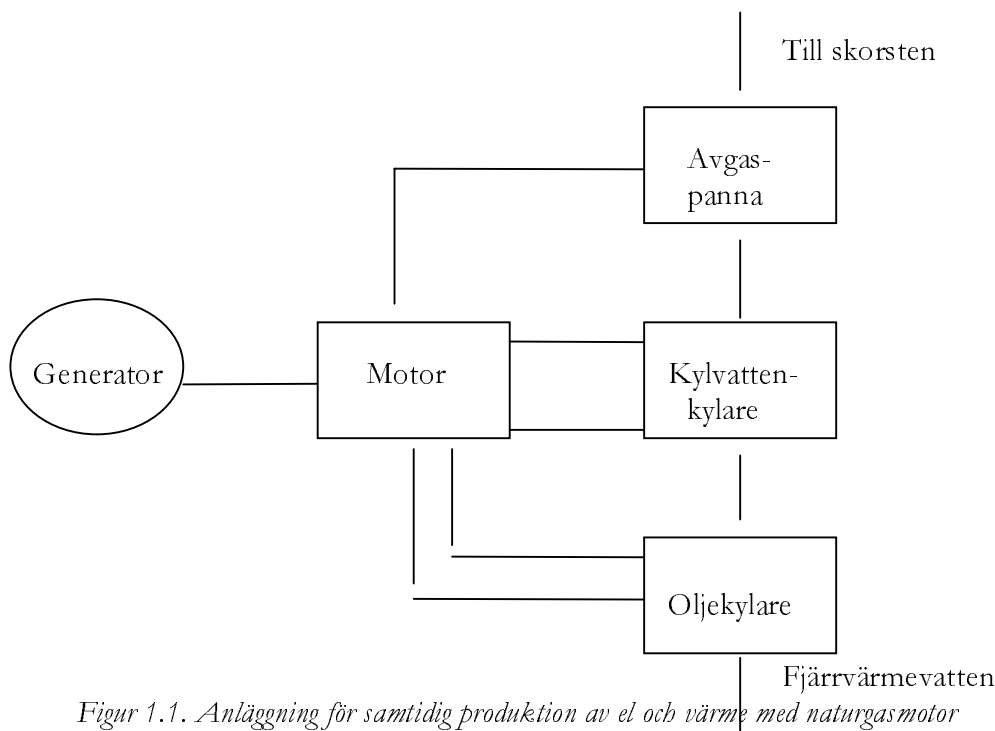 Till skorsten
Avgas-
panna
Generator
Motor
Kylvatten-
kylare
Oljekylare
Fjärrvärmevatten
Figur 1.1. Anläggning för samtidig produktion av el och värme med naturgasmotor